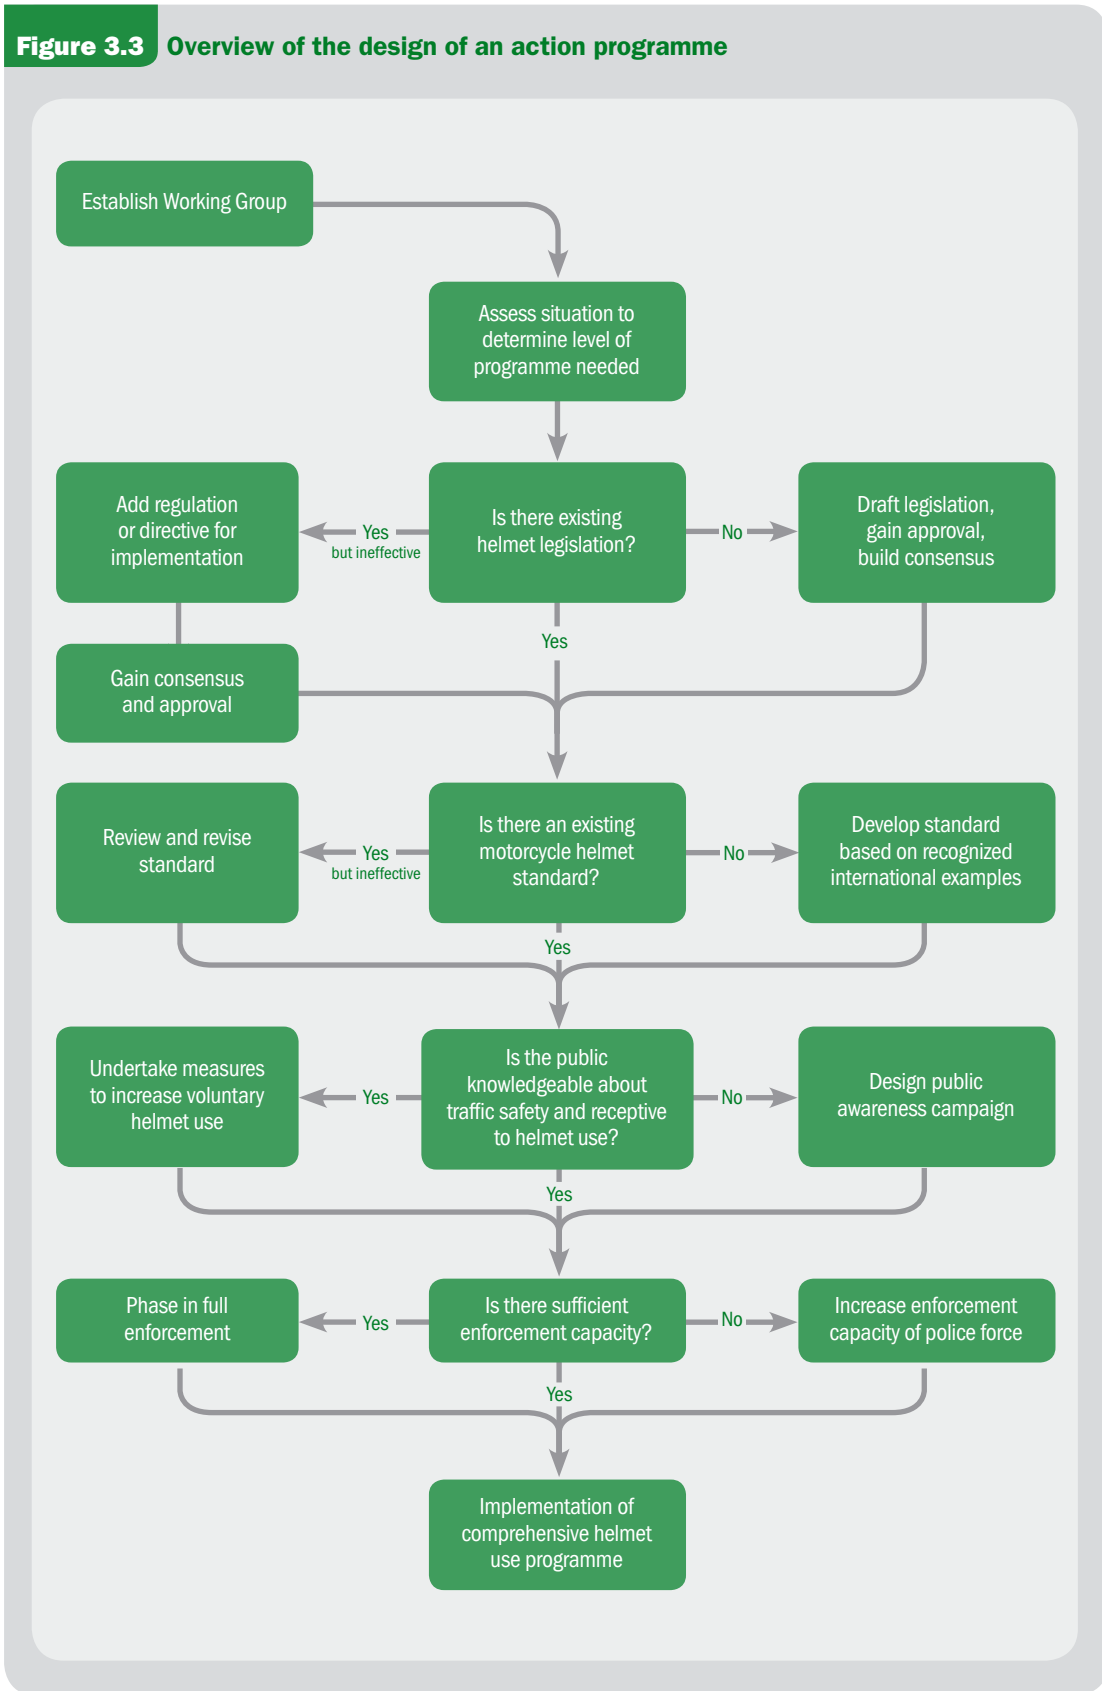 Figure 3.3 Overview of the design of an action programme
Establish Working Group
Assess situation to
determine level of
programme needed
Add regulation
or directive for
implementation
Yes
but ineffective
Is there existing
helmet legislation?
No
Draft legislation,
gain approval,
build consensus
Yes
Gain consensus
and approval
Review and revise
standard
Yes
but ineffective
Is there an existing
motorcycle helmet
standard?
No
Develop standard
based on recognized
international examples
Yes
Undertake measures
to increase voluntary
helmet use
Yes
Is the public
knowledgeable about
traffic safety and receptive
to helmet use?
No
Design public
awareness campaign
Yes
Phase in full
enforcement
Yes
Is there sufficient
enforcement capacity?
No
Increase enforcement
capacity of police force
Yes
Implementation of
comprehensive helmet
use programme